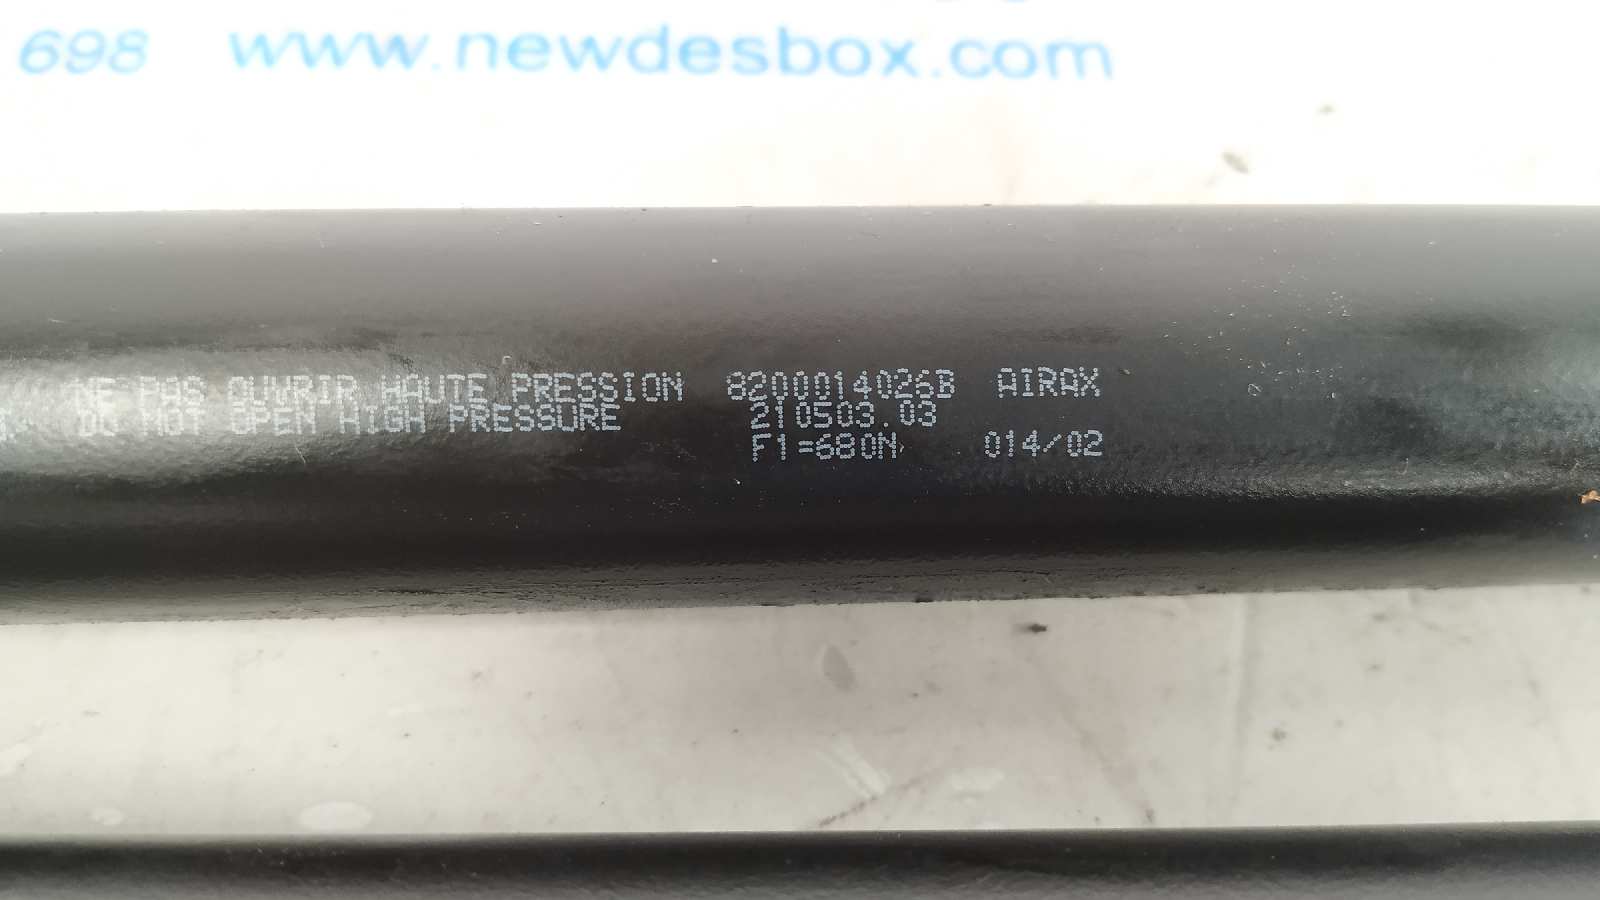 698 www.newdesbox.com
NE PAS OUVRIR HAUTE PRESSION 8200014026B AIRAX
DO NOT OPEN HIGH PRESSURE 210503.03
F1=680N 014/02